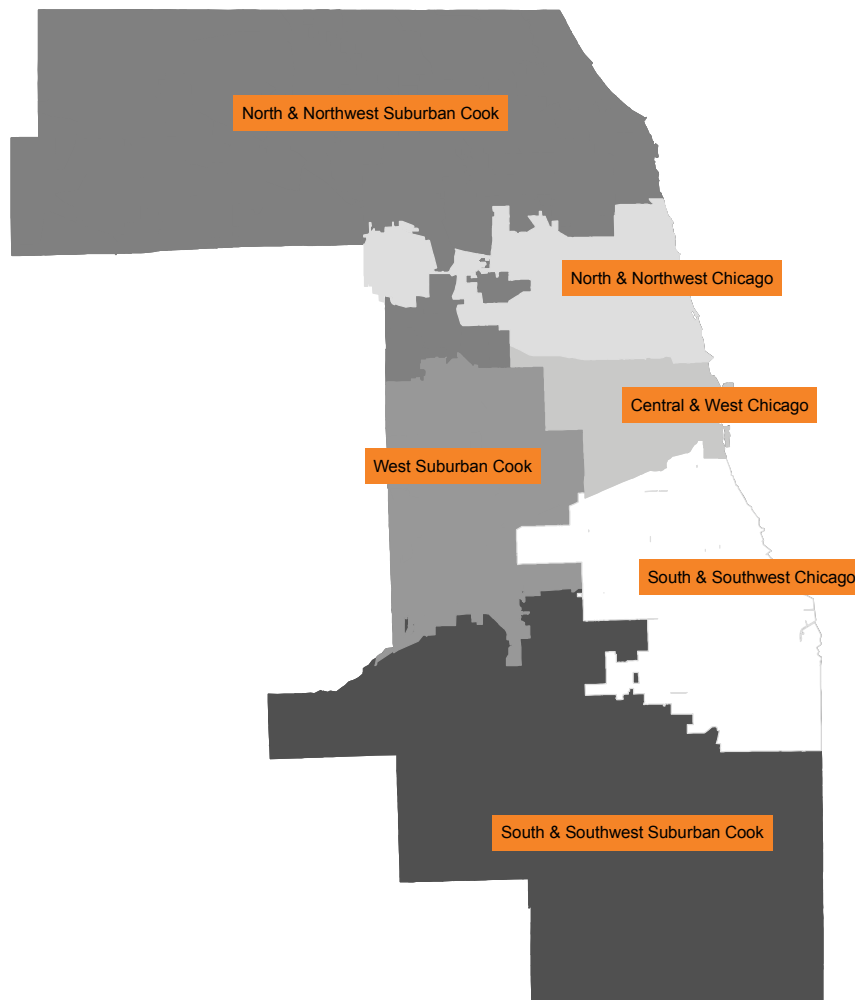 North & Northwest Suburban Cook
North & Northwest Chicago
Central & West Chicago
West Suburban Cook
South & Southwest Chicago
South & Southwest Suburban Cook